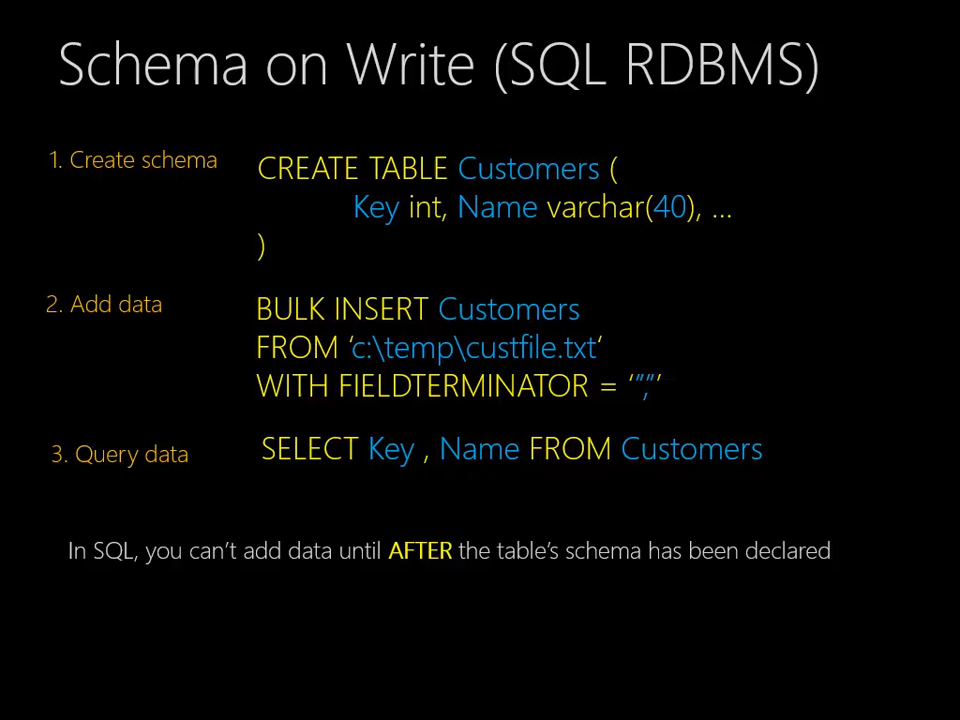 Schema on Write (SQL RDBMS)
1. Create schema
CREATE TABLE Customers (
Key int, Name varchar(40), ...
)
2. Add data
BULK INSERT Customers
FROM ‘c:\temp\custfile.txt‘
WITH FIELDTERMINATOR = ‘”,”’
3. Query data
SELECT Key , Name FROM Customers
In SQL, you can’t add data until AFTER the table’s schema has been declared